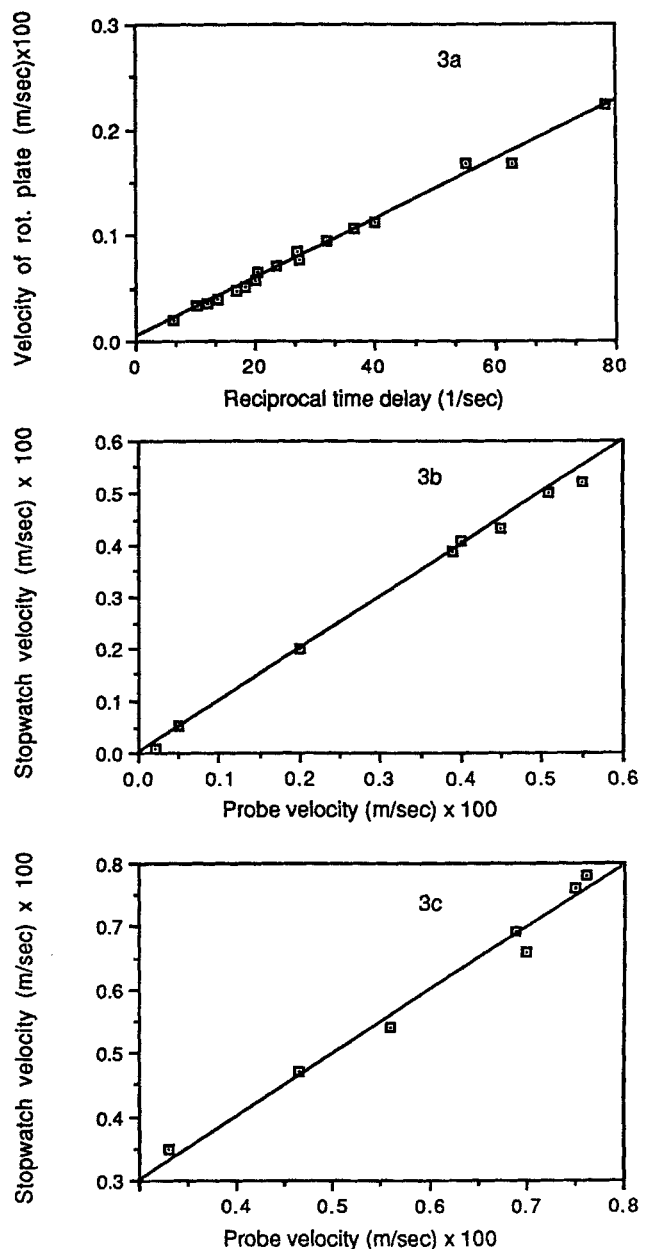 3a
Velocity of rot. plate (m/sec)x100
0.3
0.2
0.1
0.0
0 20 40 60 80
Reciprocal time delay (1/sec)
3b
Stopwatch velocity (m/sec) x 100
0.6
0.5
0.4
0.3
0.2
0.1
0.0
0.0 0.1 0.2 0.3 0.4 0.5 0.6
Probe velocity (m/sec) x 100
3c
Stopwatch velocity (m/sec) x 100
0.8
0.7
0.6
0.5
0.4
0.3
0.4 0.5 0.6 0.7 0.8
Probe velocity (m/sec) x 100